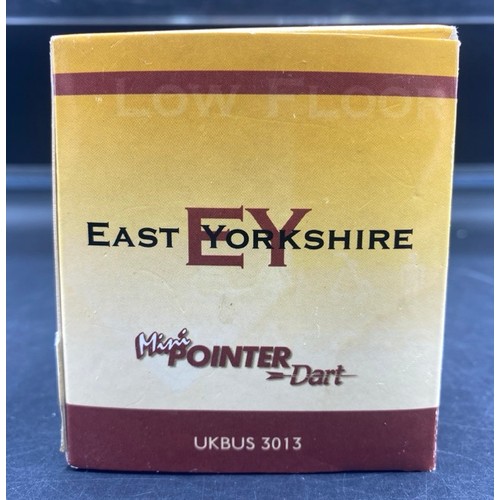 LOW FLOOR
EY
EAST YORKSHIRE
Mini POINTER
Dart
UKBUS 3013